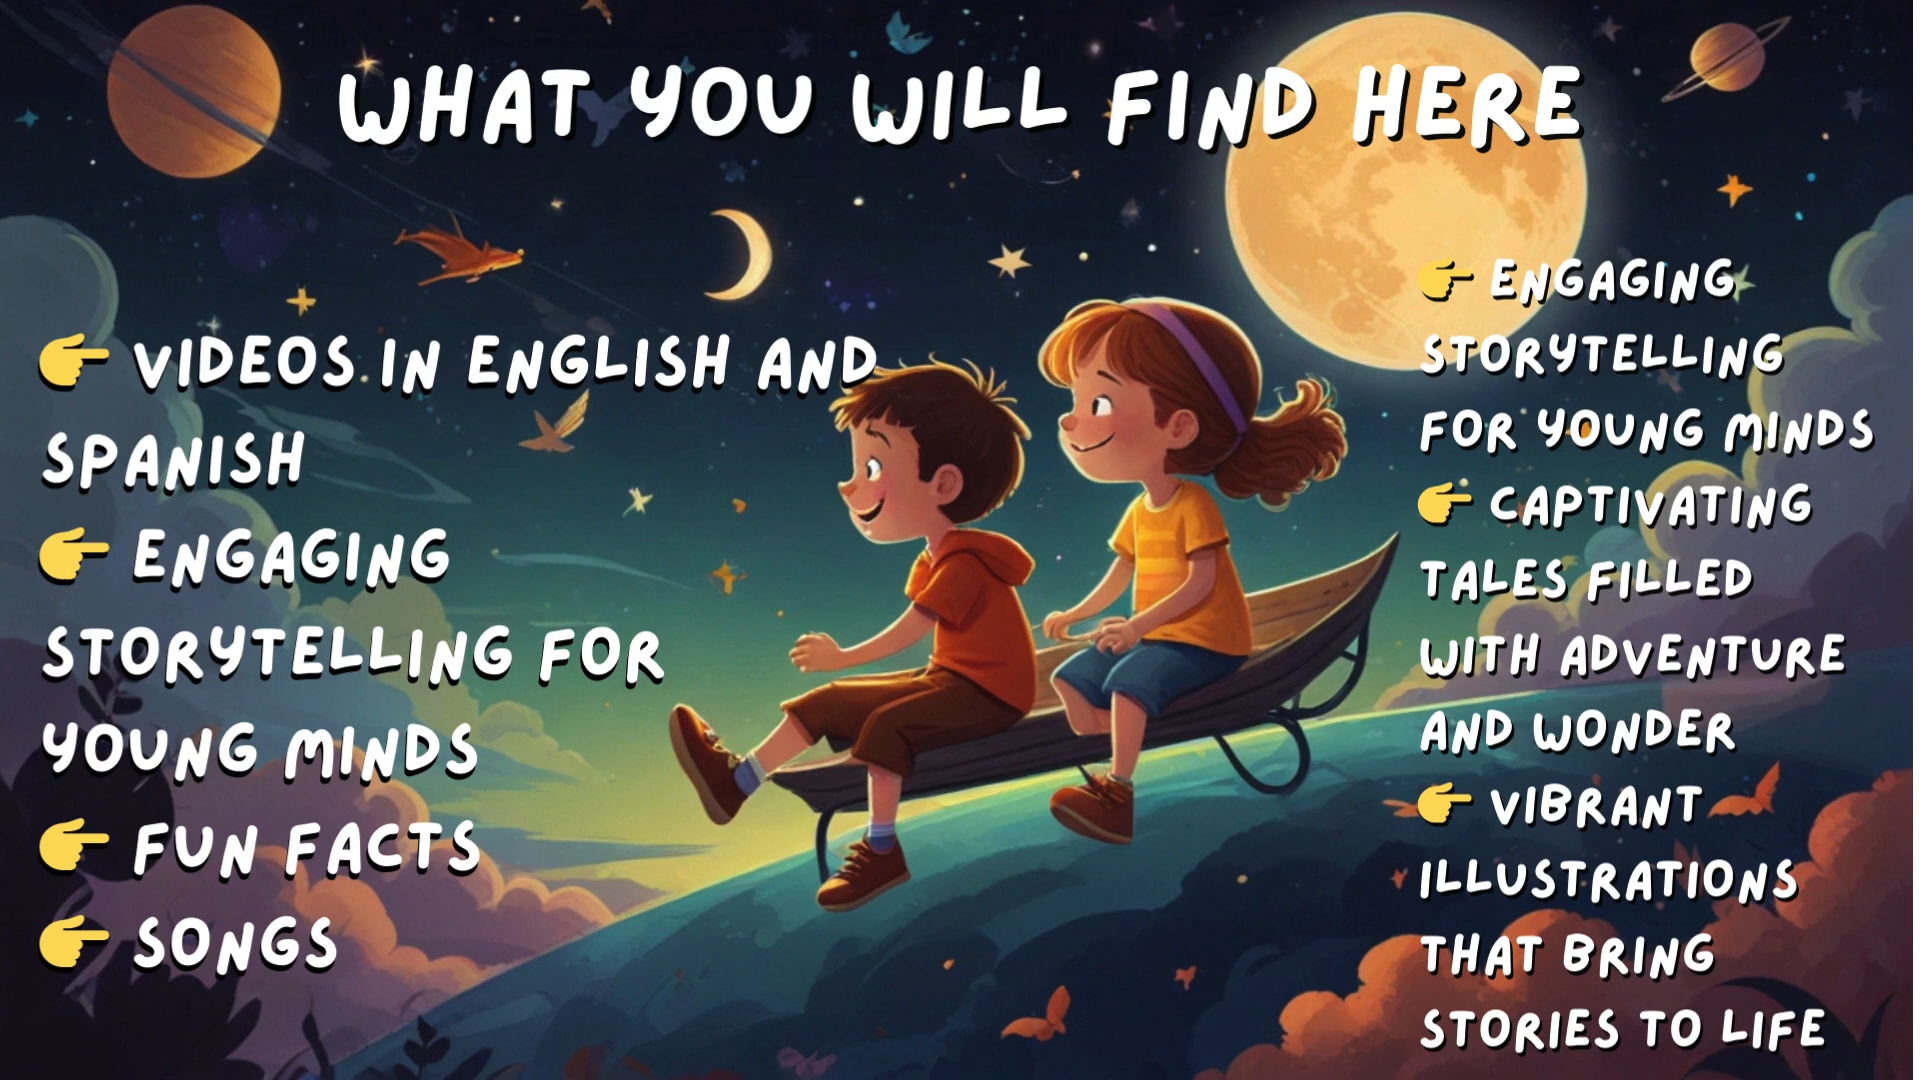 WHAT YOU WILL FIND HERE
👉 VIDEOS IN ENGLISH AND
SPANISH
👉 ENGAGING
STORYTELLING FOR
YOUNG MINDS
👉 FUN FACTS
👉 SONGS
👉 ENGAGING
STORYTELLING
FOR YOUNG MINDS
👉 CAPTIVATING
TALES FILLED
WITH ADVENTURE
AND WONDER
👉 VIBRANT
ILLUSTRATIONS
THAT BRING
STORIES TO LIFE